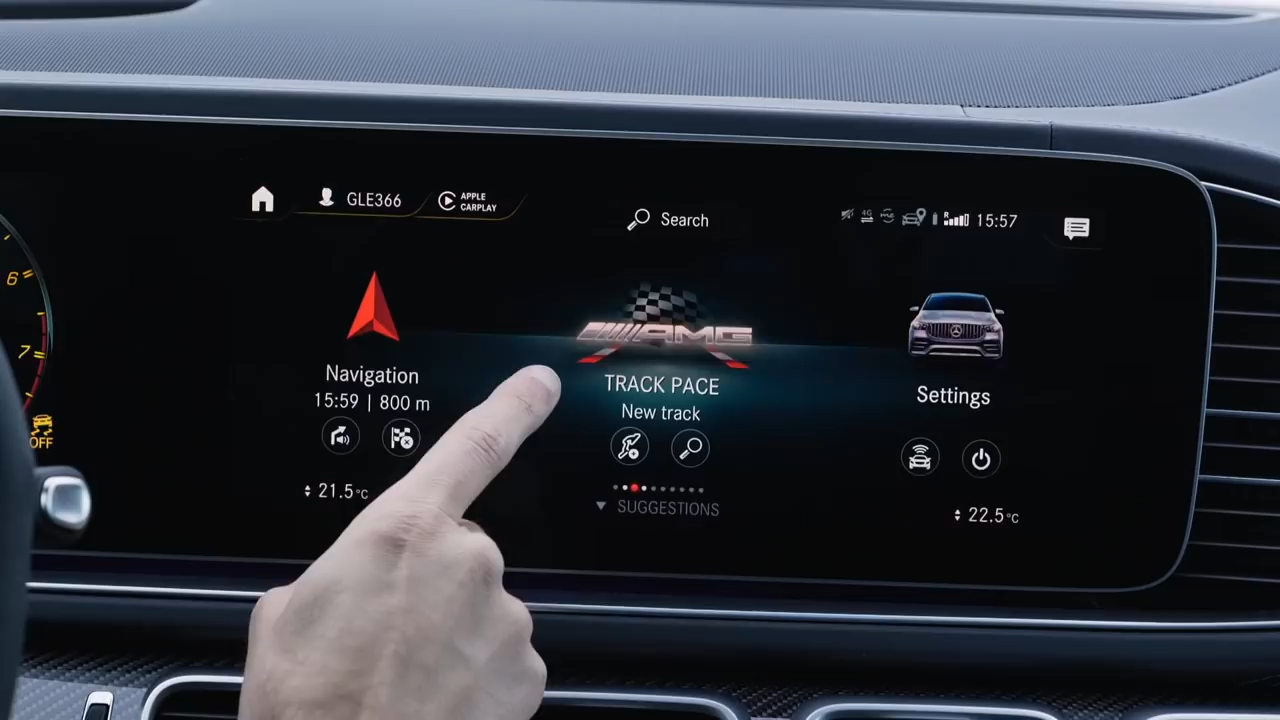 GLE366
APPLE
CARPLAY
Search
4G
R
15:57
6
7
OFF
AMG
Navigation
15:59 | 800 m
TRACK PACE
New track
Settings
21.5°C
SUGGESTIONS
22.5°C